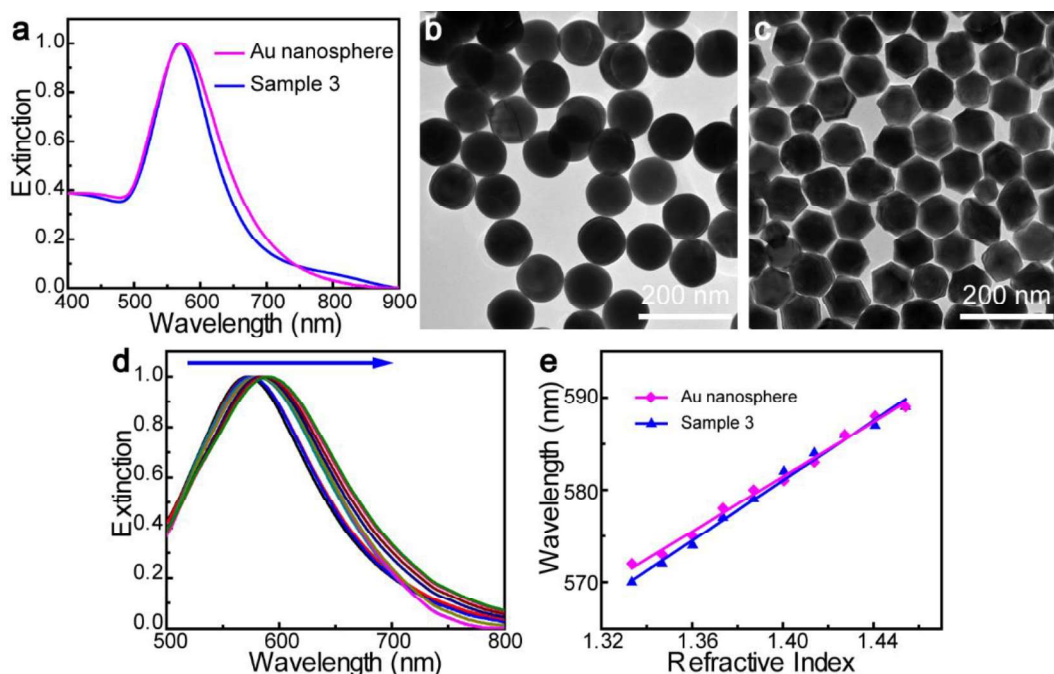 a
Extinction
1.0
0.8
0.6
0.4
0.2
0.0
Au nanosphere
Sample 3
400 500 600 700 800 900
Wavelength (nm)
b
200 nm
c
200 nm
d
Extinction
1.0
0.8
0.6
0.4
0.2
0.0
500 600 700 800
Wavelength (nm)
e
Wavelength (nm)
590
580
570
Au nanosphere
Sample 3
1.32 1.36 1.40 1.44
Refractive Index